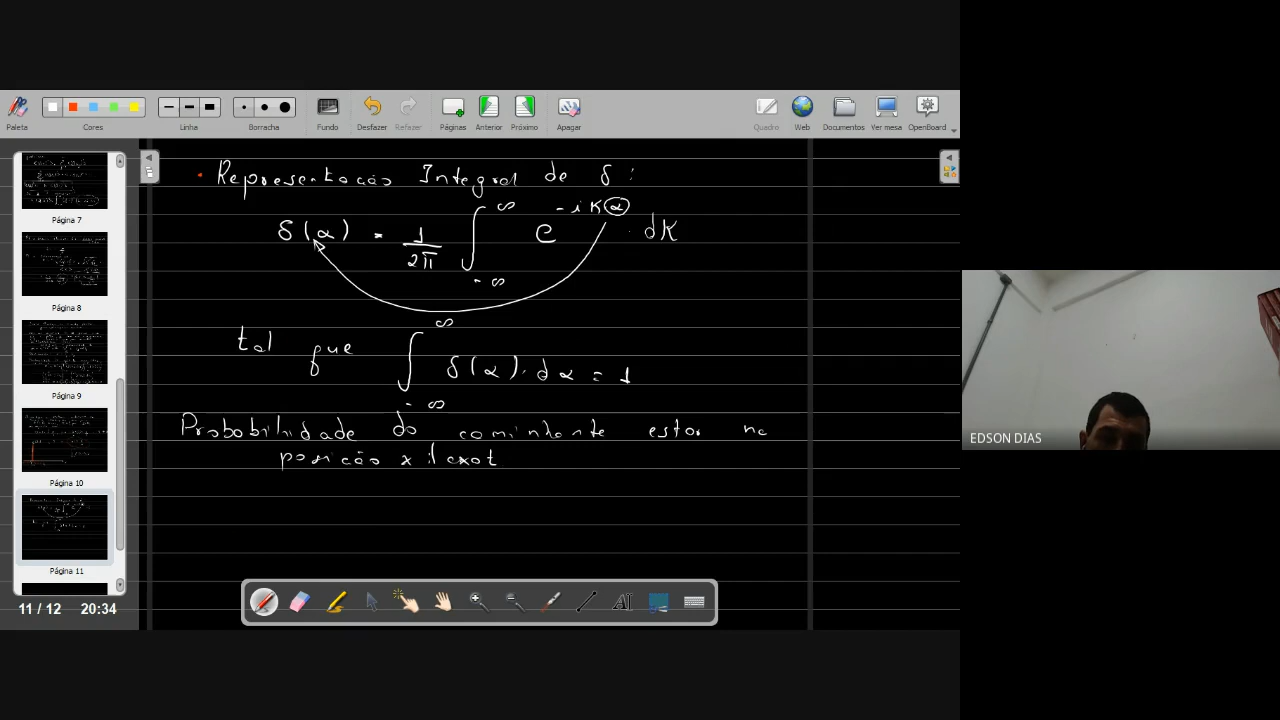 Paleta
Cores
Linha
Borracha
Fundo
Desfazer
Refazer
Páginas
Anterior
Próximo
Apagar
Quadro
Web
Documentos
Ver mesa
OpenBoard
Página 7
Página 8
Página 9
Página 10
Página 11
11 / 12 20:34
• Representação Integral de δ :
δ(α) = 1/2π ∫ -∞ ∞ e^-iK α . dK
tal que ∫ -∞ ∞ δ(α) . dα = 1
Probabilidade do caminhante estar na
posição x
EDSON DIAS